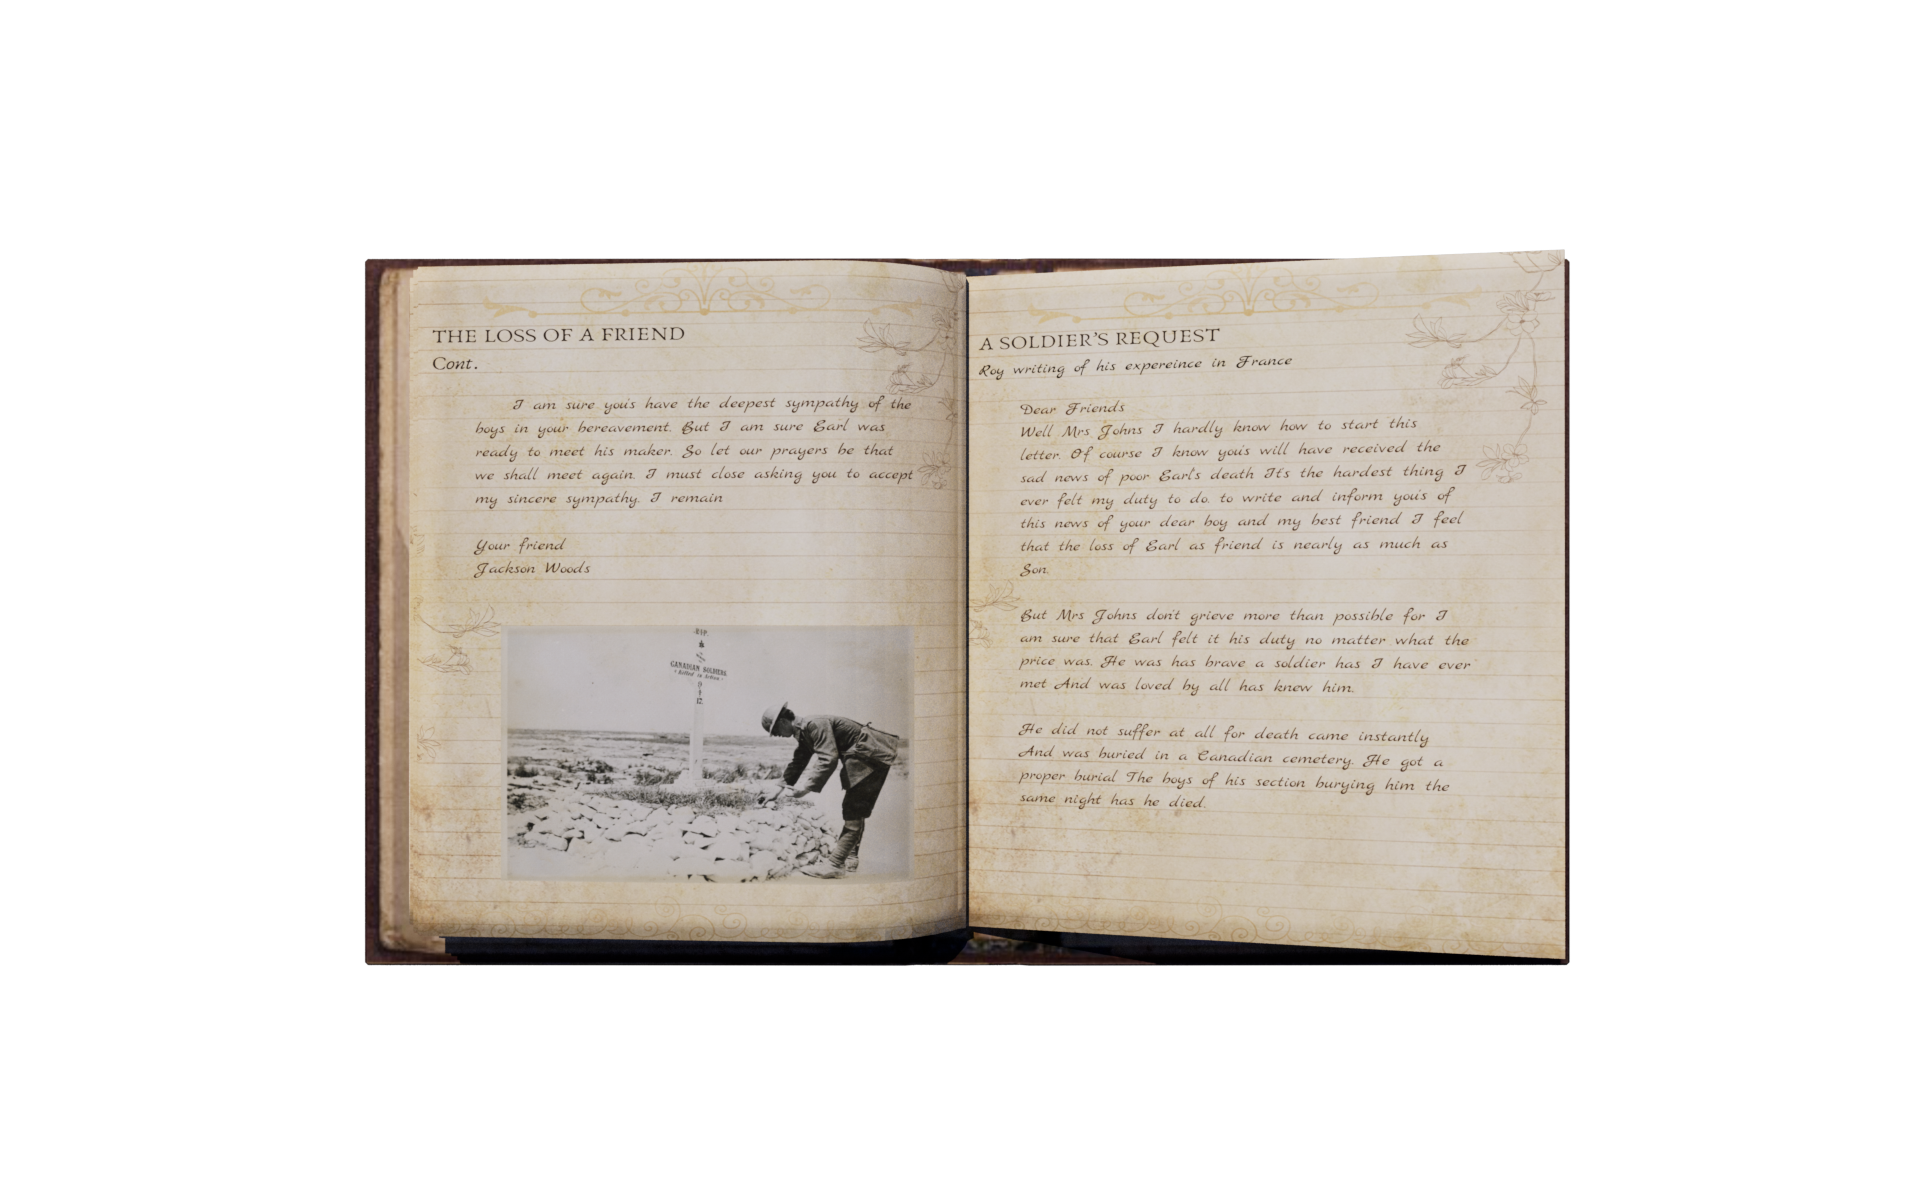 THE LOSS OF A FRIEND
Cont.
I am sure you's have the deepest sympathy of the
boys in your bereavement. But I am sure Earl was
ready to meet his maker. So let our prayers be that
we shall meet again. I must close asking you to accept
my sincere sympathy. I remain
Your friend
Jackson Woods
R.I.P.
CANADIAN SOLDIERS
Killed in Action
9
4
17.
A SOLDIER'S REQUEST
Roy writing of his expereince in France
Dear Friends
Well Mrs Johns I hardly know how to start this
letter. Of course I know you's will have received the
sad news of poor Earl's death It's the hardest thing I
ever felt my duty to do. to write and inform you's of
this news of your dear boy and my best friend I feel
that the loss of Earl as friend is nearly as much as
Son.
But Mrs Johns don't grieve more than possible for I
am sure that Earl felt it his duty no matter what the
price was. He was has brave a soldier has I have ever
met And was loved by all has knew him.
He did not suffer at all for death came instantly
And was buried in a Canadian cemetery. He got a
proper burial The boys of his section burying him the
same night has he died.